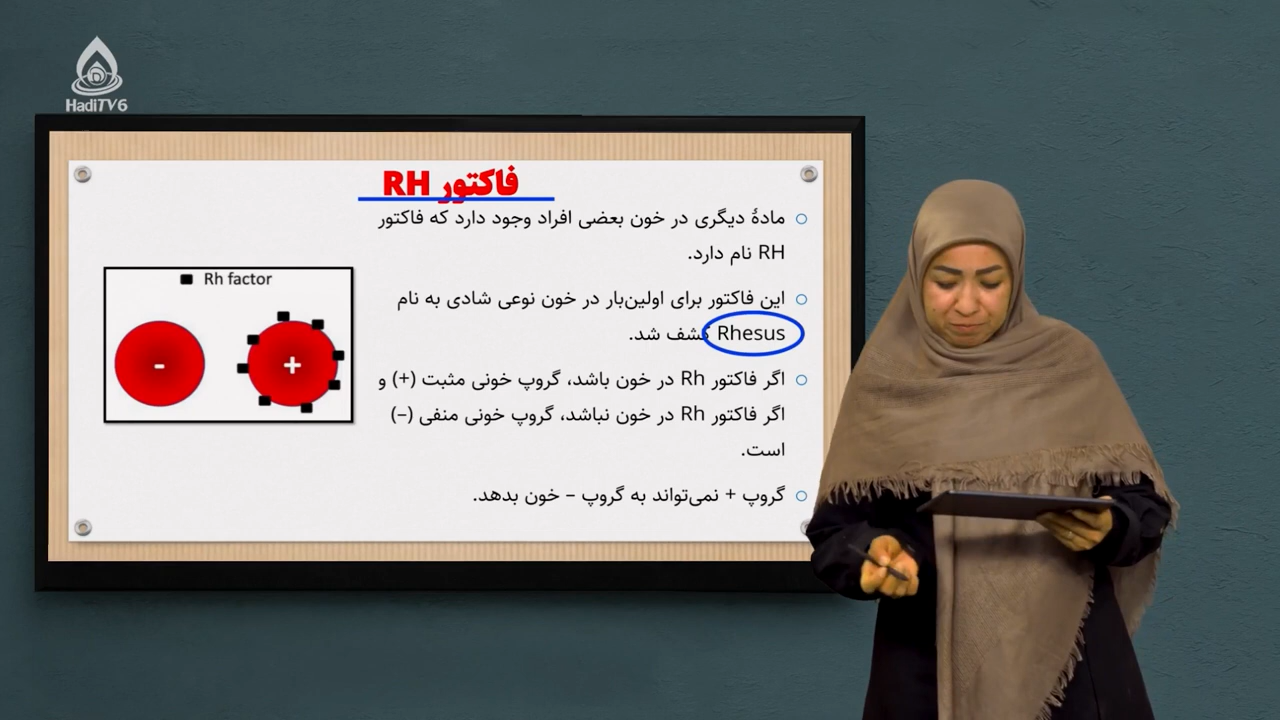 HadiTV6
فاکتور RH
مادهٔ دیگری در خون بعضی افراد وجود دارد که فاکتور
RH نام دارد.
این فاکتور برای اولین‌بار در خون نوعی شادی به نام
Rhesus کشف شد.
اگر فاکتور Rh در خون باشد، گروپ خونی مثبت (+) و
اگر فاکتور Rh در خون نباشد، گروپ خونی منفی (–)
است.
گروپ + نمی‌تواند به گروپ – خون بدهد.
Rh factor
- +